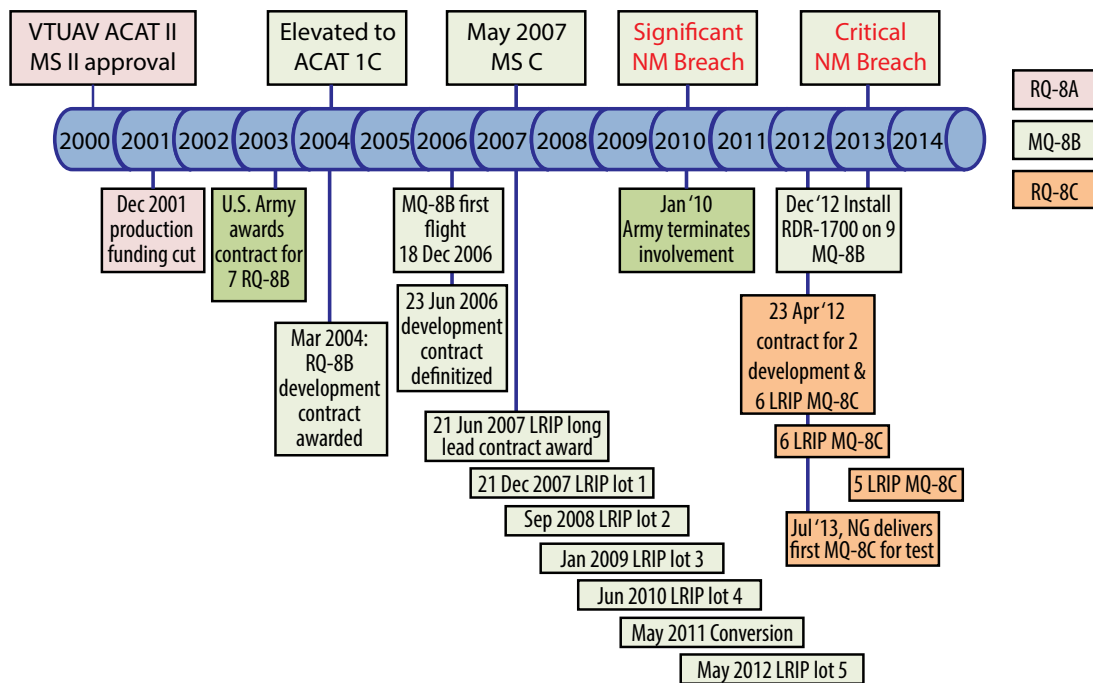 VTUAV ACAT II
MS II approval
Elevated to
ACAT 1C
May 2007
MS C
Significant
NM Breach
Critical
NM Breach
RQ-8A
MQ-8B
RQ-8C
2000
2001
2002
2003
2004
2005
2006
2007
2008
2009
2010
2011
2012
2013
2014
Dec 2001
production
funding cut
U.S. Army
awards
contract for
7 RQ-8B
Mar 2004:
RQ-8B
development
contract
awarded
MQ-8B first
flight
18 Dec 2006
23 Jun 2006
development
contract
definitized
21 Jun 2007 LRIP long
lead contract award
21 Dec 2007 LRIP lot 1
Sep 2008 LRIP lot 2
Jan 2009 LRIP lot 3
Jun 2010 LRIP lot 4
May 2011 Conversion
May 2012 LRIP lot 5
Jan ‘10
Army terminates
involvement
Dec ‘12 Install
RDR-1700 on 9
MQ-8B
23 Apr ‘12
contract for 2
development &
6 LRIP MQ-8C
6 LRIP MQ-8C
5 LRIP MQ-8C
Jul ‘13, NG delivers
first MQ-8C for test